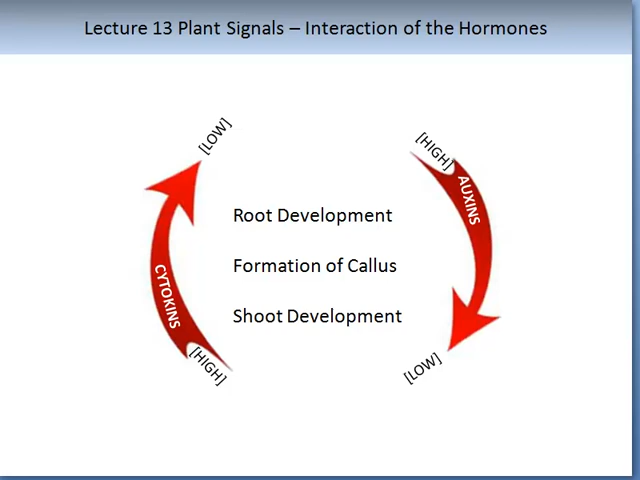 Lecture 13 Plant Signals – Interaction of the Hormones
[LOW]
[HIGH]
AUXINS
Root Development
Formation of Callus
CYTOKINS
Shoot Development
[HIGH]
[LOW]